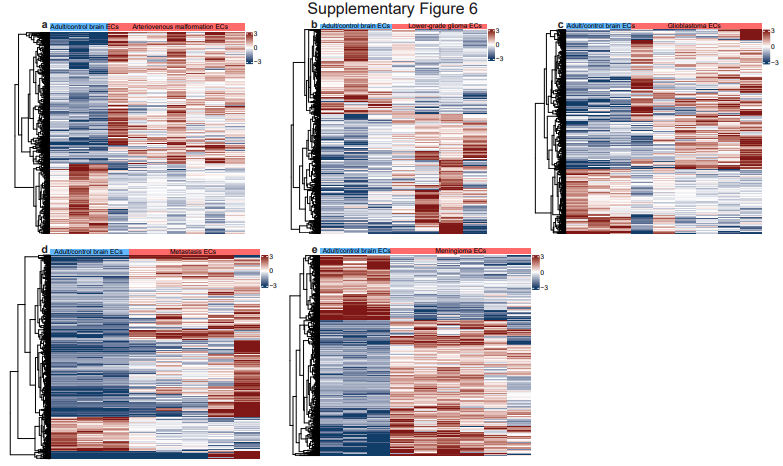 Supplementary Figure 6
a
Adult/control brain ECs
Arteriovenous malformation ECs
3
0
−3
b
Adult/control brain ECs
Lower-grade glioma ECs
3
0
−3
c
Adult/control brain ECs
Glioblastoma ECs
3
0
−3
d
Adult/control brain ECs
Metastasis ECs
3
0
−3
e
Adult/control brain ECs
Meningioma ECs
3
0
−3